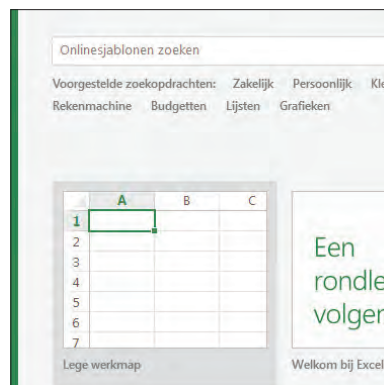 Onlinesjablonen zoeken
Voorgestelde zoekopdrachten: Zakelijk Persoonlijk
Rekenmachine Budgetten Lijsten Grafieken
A B C
1
2
3
4
5
6
7
Lege werkmap
Een
rondle
volger
Welkom bij Excel